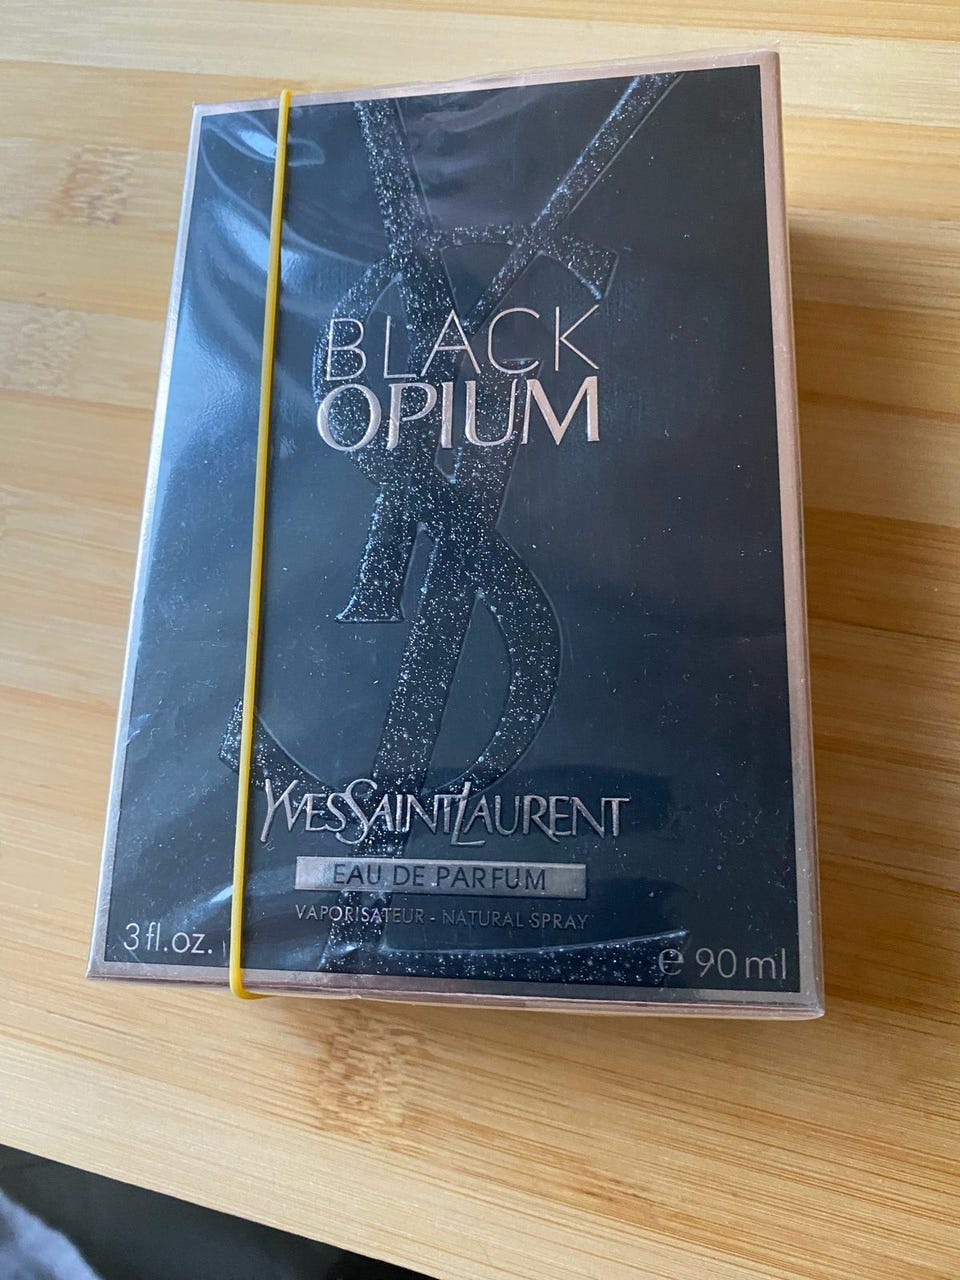 BLACK
OPIUM
YVESSAINTLAURENT
EAU DE PARFUM
VAPORISATEUR - NATURAL SPRAY
3 fl.oz. ℮ 90 ml